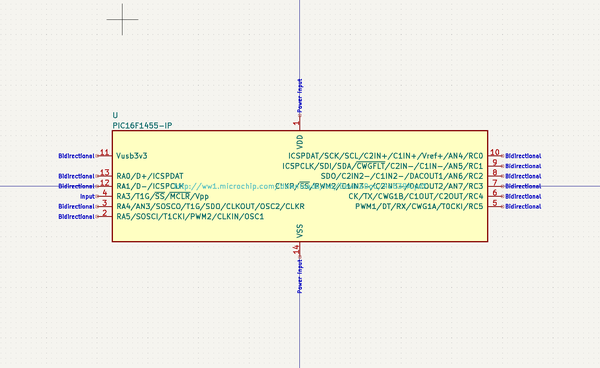 Power Input
1
VDD
U
PIC16F1455-IP
Bidirectional 11 Vusb3v3
Bidirectional 13 RA0/D+/ICSPDAT
Bidirectional 12 RA1/D-/ICSPCLK
Input 4 RA3/T1G/SS/MCLR/Vpp
Bidirectional 3 RA4/AN3/SOSCO/T1G/SDO/CLKOUT/OSC2/CLKR
Bidirectional 2 RA5/SOSCI/T1CKI/PWM2/CLKIN/OSC1
ICSPDAT/SCK/SCL/C2IN+/C1IN+/Vref+/AN4/RC0 10 Bidirectional
ICSPCLK/SDI/SDA/CWGFLT/C2IN-/C1IN-/AN5/RC1 9 Bidirectional
SDO/C2IN2-/C1IN2-/DACOUT1/AN6/RC2 8 Bidirectional
/SS/PWM2/C1IN3-/C2IN3-/DACOUT2/AN7/RC3 7 Bidirectional
CK/TX/CWG1B/C1OUT/C2OUT/RC4 6 Bidirectional
PWM1/DT/RX/CWG1A/T0CKI/RC5 5 Bidirectional
://ww1.microchip.com
VSS
14
Power Input